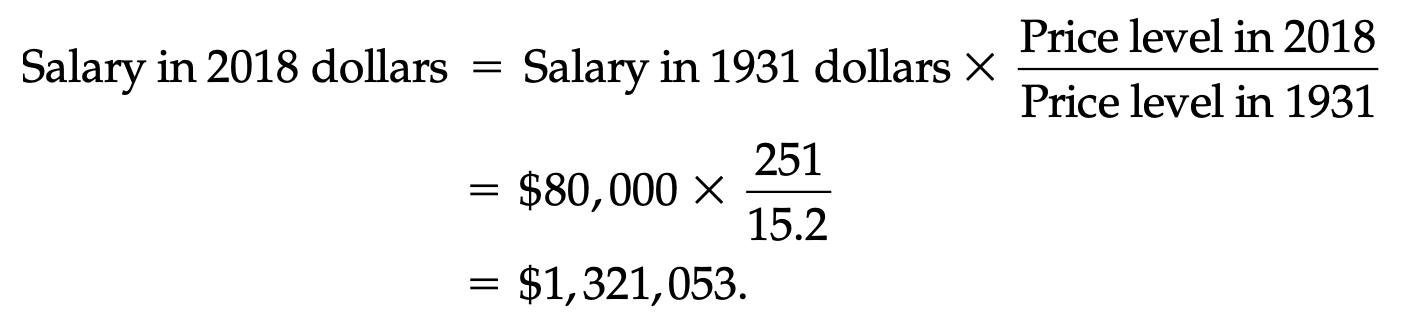 Salary in 2018 dollars = Salary in 1931 dollars × Price level in 2018 / Price level in 1931
= $80,000 × 251 / 15.2
= $1,321,053.